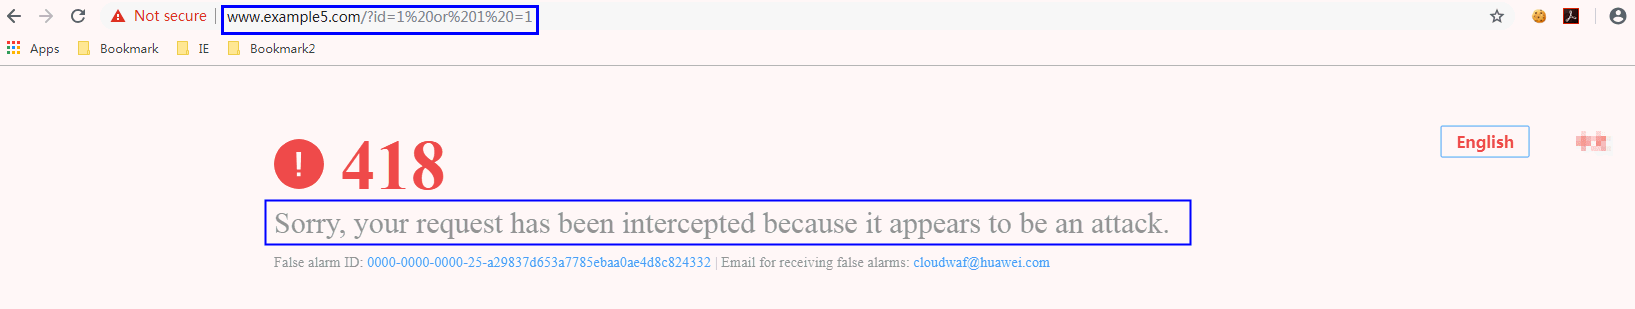 Not secure | www.example5.com/?id=1%20or%201%20=1
Apps Bookmark IE Bookmark2
English
! 418
Sorry, your request has been intercepted because it appears to be an attack.
False alarm ID: 0000-0000-0000-25-a29837d653a7785ebaa0ae4d8c824332 | Email for receiving false alarms: cloudwaf@huawei.com